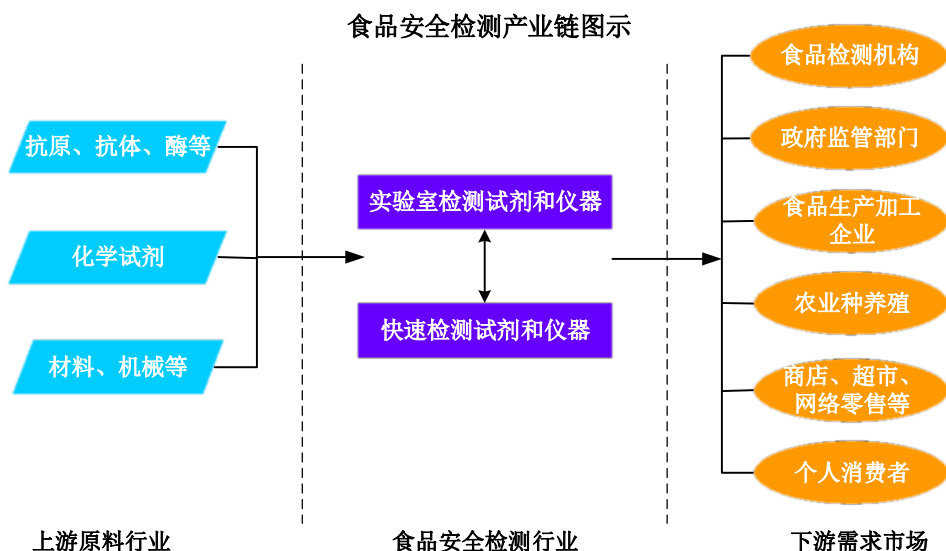 食品安全检测产业链图示
抗原、抗体、酶等
化学试剂
材料、机械等
实验室检测试剂和仪器
快速检测试剂和仪器
食品检测机构
政府监管部门
食品生产加工
企业
农业种养殖
商店、超市、
网络零售等
个人消费者
上游原料行业
食品安全检测行业
下游需求市场